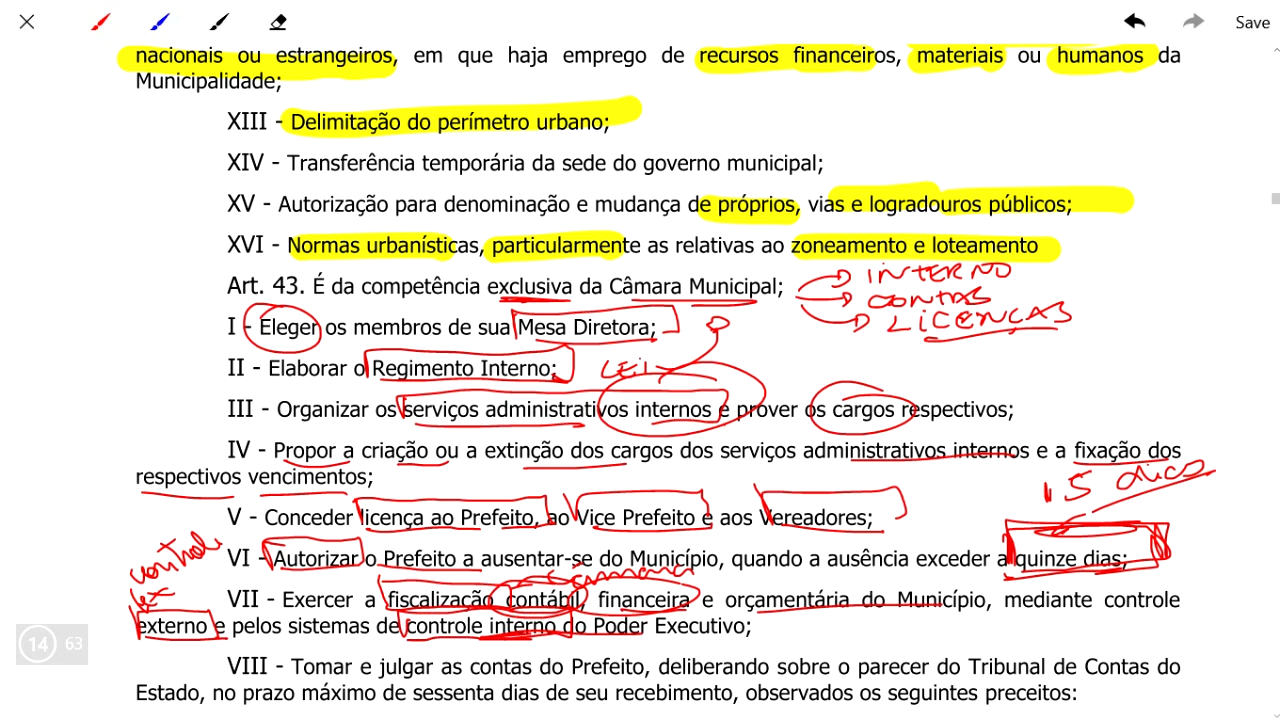 Save
nacionais ou estrangeiros, em que haja emprego de recursos financeiros, materiais ou humanos da
Municipalidade;
XIII - Delimitação do perímetro urbano;
XIV - Transferência temporária da sede do governo municipal;
XV - Autorização para denominação e mudança de próprios, vias e logradouros públicos;
XVI - Normas urbanísticas, particularmente as relativas ao zoneamento e loteamento
Art. 43. É da competência exclusiva da Câmara Municipal;
INTERNO
CONTAS
LICENÇAS
I - Eleger os membros de sua Mesa Diretora;
II - Elaborar o Regimento Interno;
LEI
III - Organizar os serviços administrativos internos e prover os cargos respectivos;
IV - Propor a criação ou a extinção dos cargos dos serviços administrativos internos e a fixação dos
respectivos vencimentos;
15 dias
V - Conceder licença ao Prefeito, ao Vice Prefeito e aos Vereadores;
VI - Autorizar o Prefeito a ausentar-se do Município, quando a ausência exceder a quinze dias;
controle
Câmara
VII - Exercer a fiscalização contábil, financeira e orçamentária do Município, mediante controle
externo e pelos sistemas de controle interno do Poder Executivo;
14 63
VIII - Tomar e julgar as contas do Prefeito, deliberando sobre o parecer do Tribunal de Contas do
Estado, no prazo máximo de sessenta dias de seu recebimento, observados os seguintes preceitos: